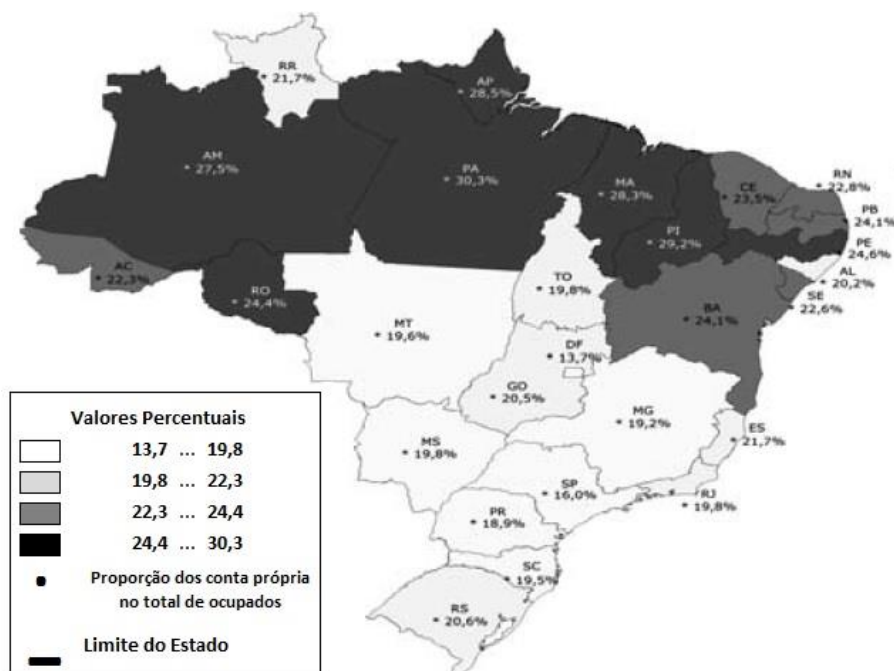 RR
21,7%
AP
28,5%
AM
27,5%
PA
30,3%
MA
28,3%
CE
23,5%
RN
22,8%
PB
24,1%
PI
29,2%
PE
24,6%
AL
20,2%
SE
22,6%
AC
22,3%
RO
24,4%
TO
19,8%
BA
24,1%
MT
19,6%
DF
13,7%
GO
20,5%
MG
19,2%
ES
21,7%
MS
19,8%
SP
16,0%
RJ
19,8%
PR
18,9%
SC
19,5%
RS
20,6%
Valores Percentuais
13,7 ... 19,8
19,8 ... 22,3
22,3 ... 24,4
24,4 ... 30,3
Proporção dos conta própria
no total de ocupados
Limite do Estado